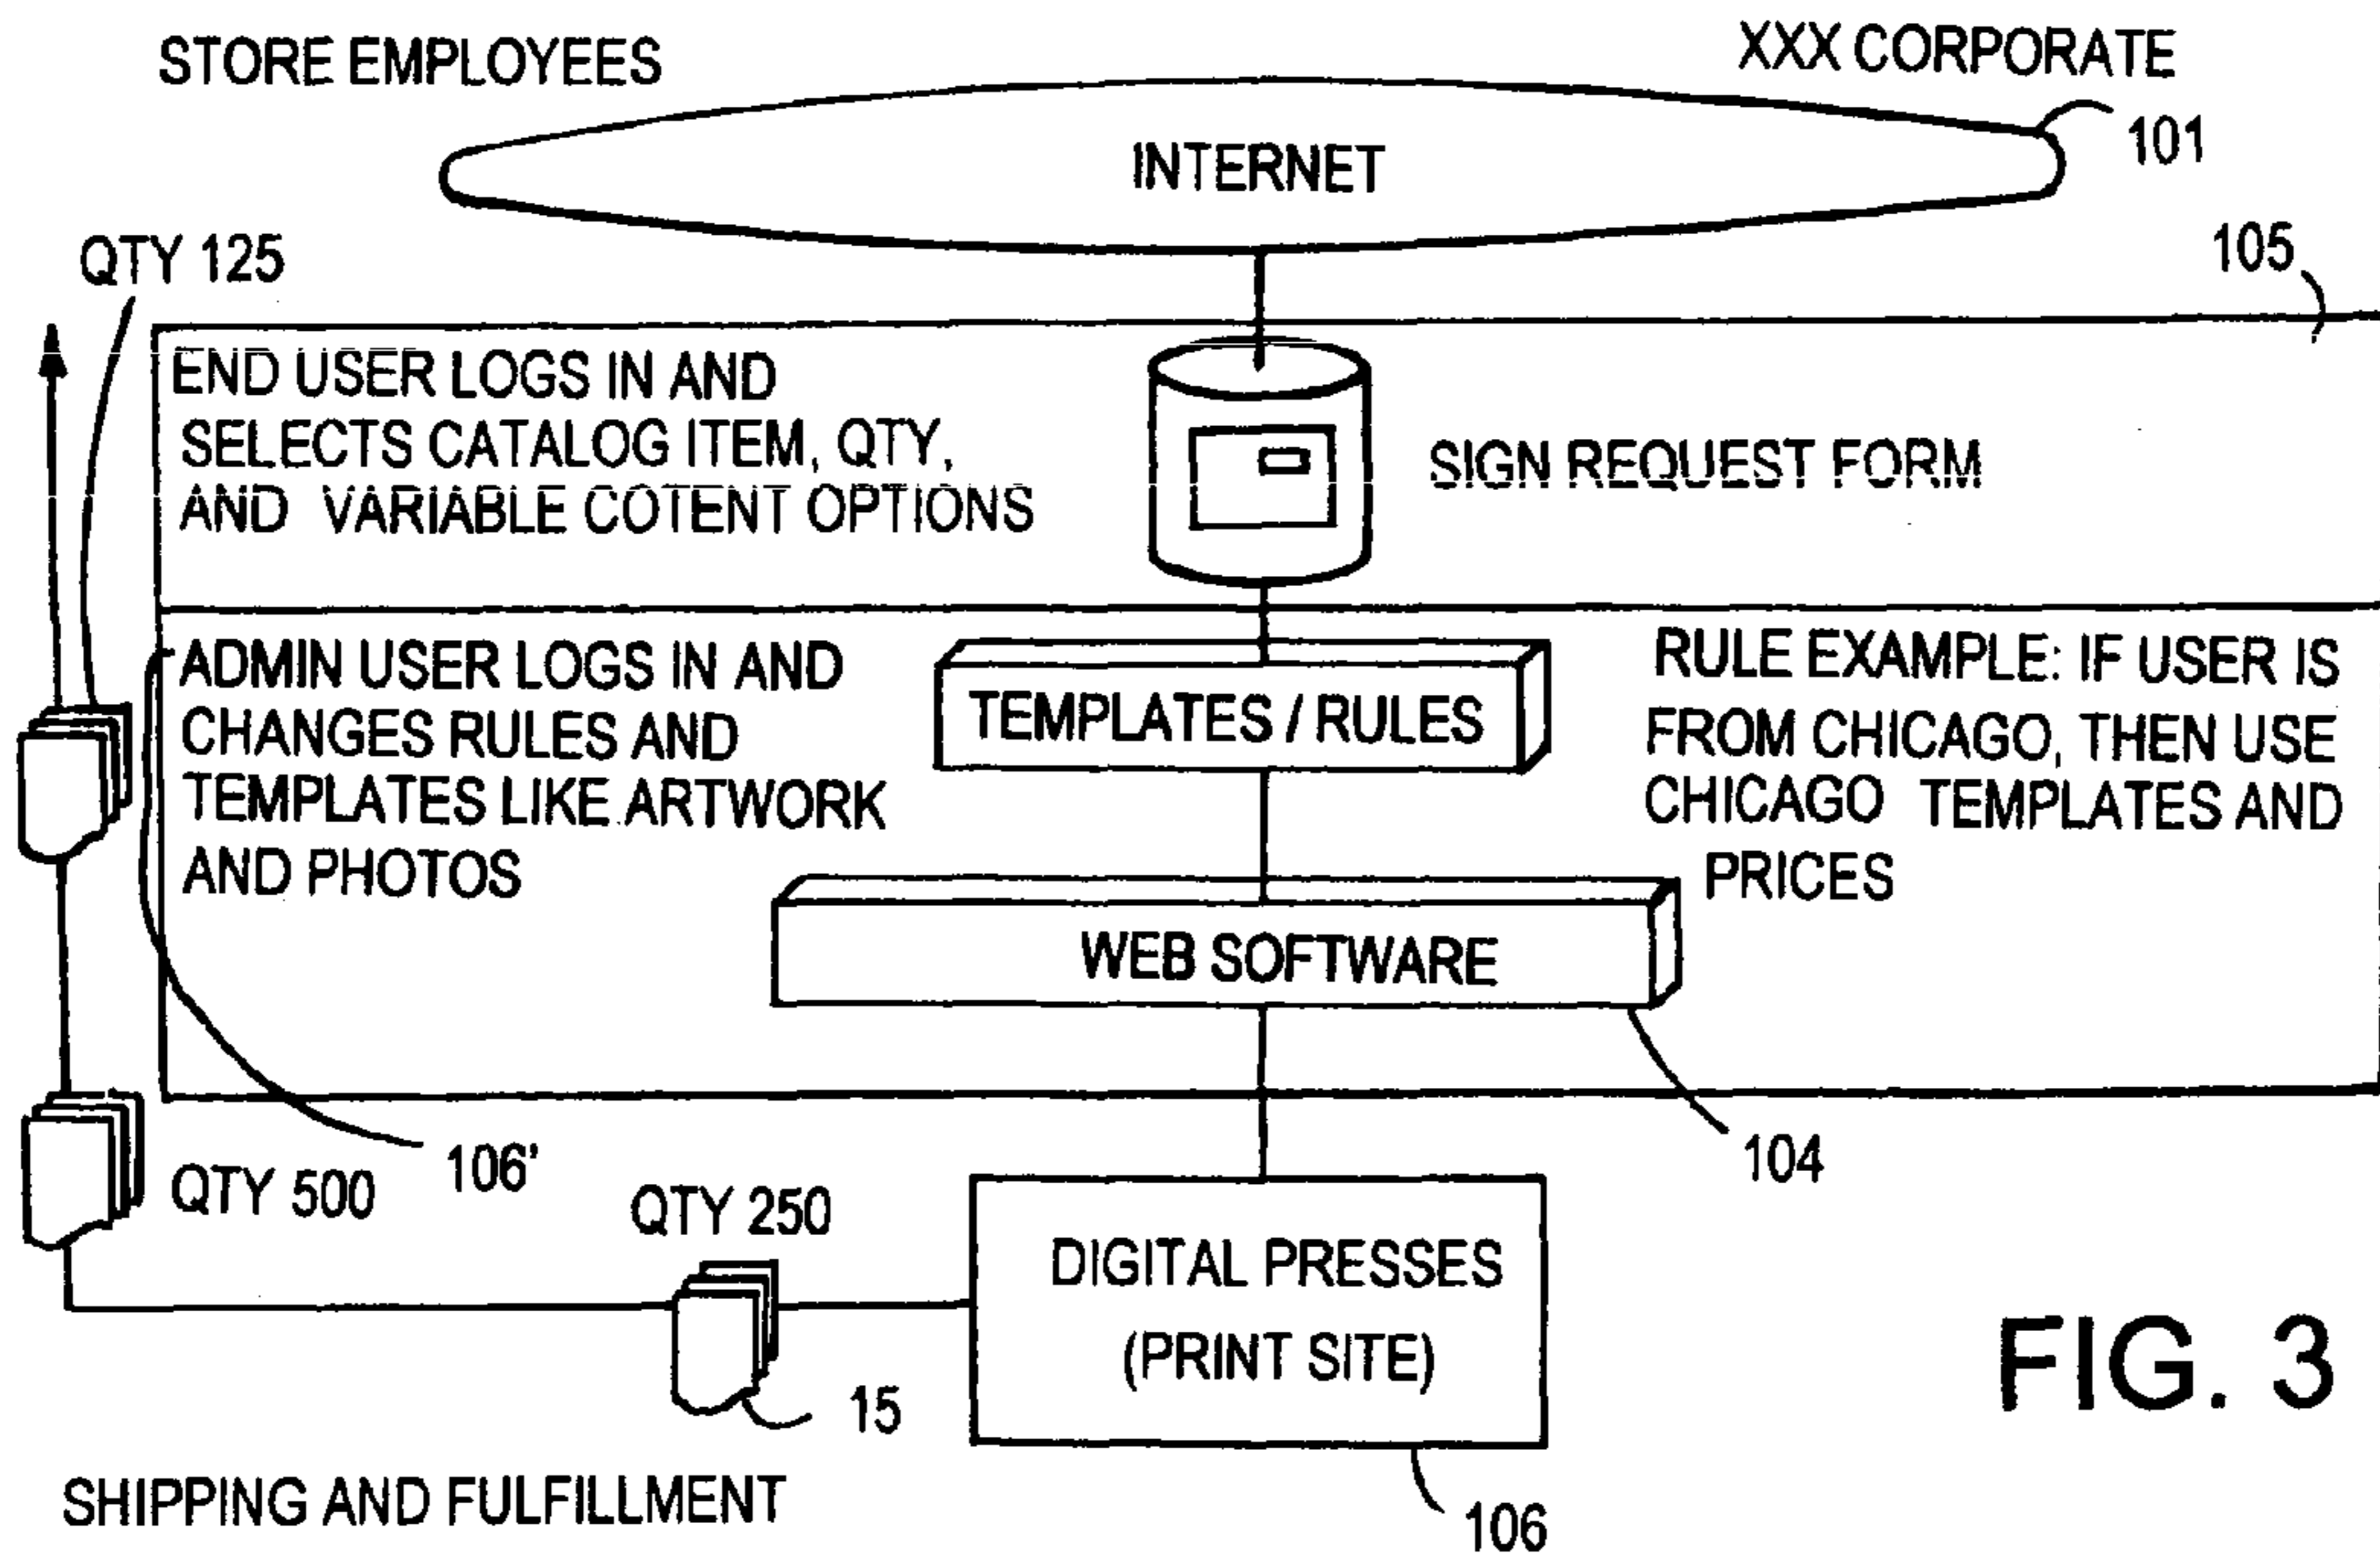 STORE EMPLOYEES
XXX CORPORATE
INTERNET
101
QTY 125
105
END USER LOGS IN AND
SELECTS CATALOG ITEM, QTY,
AND VARIABLE COTENT OPTIONS
SIGN REQUEST FORM
ADMIN USER LOGS IN AND
CHANGES RULES AND
TEMPLATES LIKE ARTWORK
AND PHOTOS
TEMPLATES / RULES
RULE EXAMPLE: IF USER IS
FROM CHICAGO, THEN USE
CHICAGO TEMPLATES AND
PRICES
WEB SOFTWARE
104
106'
QTY 500
QTY 250
DIGITAL PRESSES
(PRINT SITE)
15
FIG. 3
SHIPPING AND FULFILLMENT
106